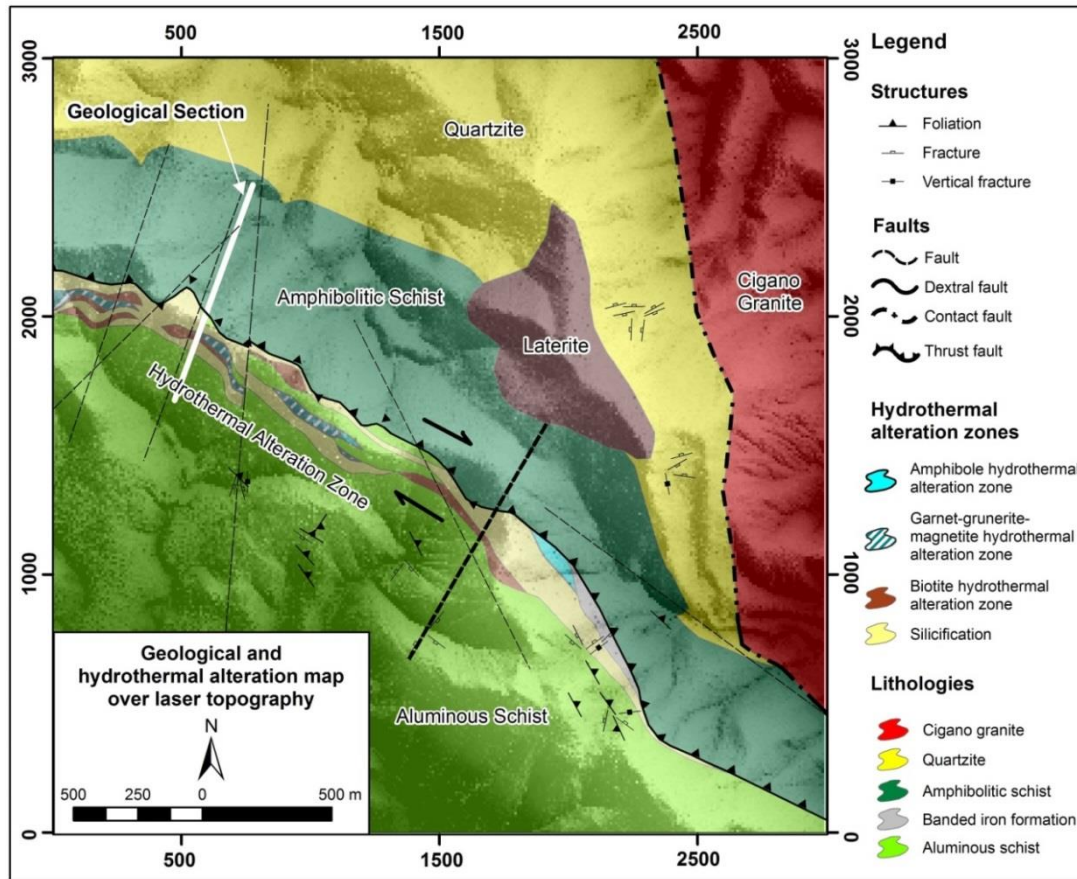 500 1500 2500
3000 3000
Geological Section
Quartzite
Cigano
Granite
Amphibolitic Schist
2000 2000
Laterite
Hydrothermal Alteration Zone
1000 1000
Geological and
hydrothermal alteration map
over laser topography
N
500 250 0 500 m
Aluminous Schist
0 0
500 1500 2500
Legend
Structures
Foliation
Fracture
Vertical fracture
Faults
Fault
Dextral fault
Contact fault
Thrust fault
Hydrothermal
alteration zones
Amphibole hydrothermal
alteration zone
Garnet-grunerite-
magnetite hydrothermal
alteration zone
Biotite hydrothermal
alteration zone
Silicification
Lithologies
Cigano granite
Quartzite
Amphibolitic schist
Banded iron formation
Aluminous schist